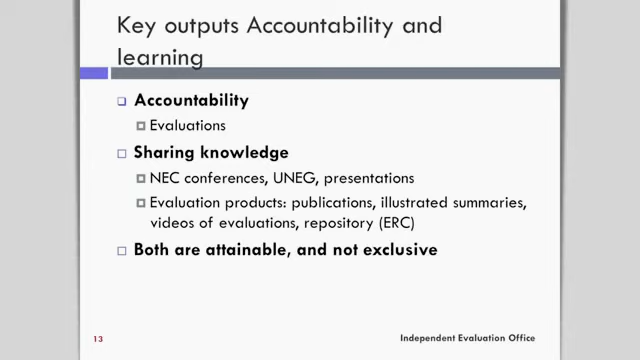 Key outputs Accountability and
learning
Accountability
Evaluations
Sharing knowledge
NEC conferences, UNEG, presentations
Evaluation products: publications, illustrated summaries,
videos of evaluations, repository (ERC)
Both are attainable, and not exclusive
13
Independent Evaluation Office